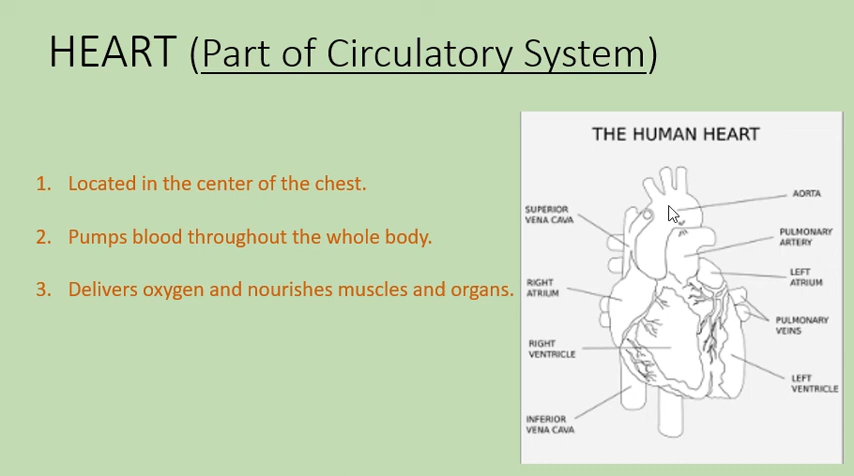 HEART (Part of Circulatory System)
1. Located in the center of the chest.
2. Pumps blood throughout the whole body.
3. Delivers oxygen and nourishes muscles and organs.
THE HUMAN HEART
SUPERIOR
VENA CAVA
RIGHT
ATRIUM
RIGHT
VENTRICLE
INFERIOR
VENA CAVA
AORTA
PULMONARY
ARTERY
LEFT
ATRIUM
PULMONARY
VEINS
LEFT
VENTRICLE